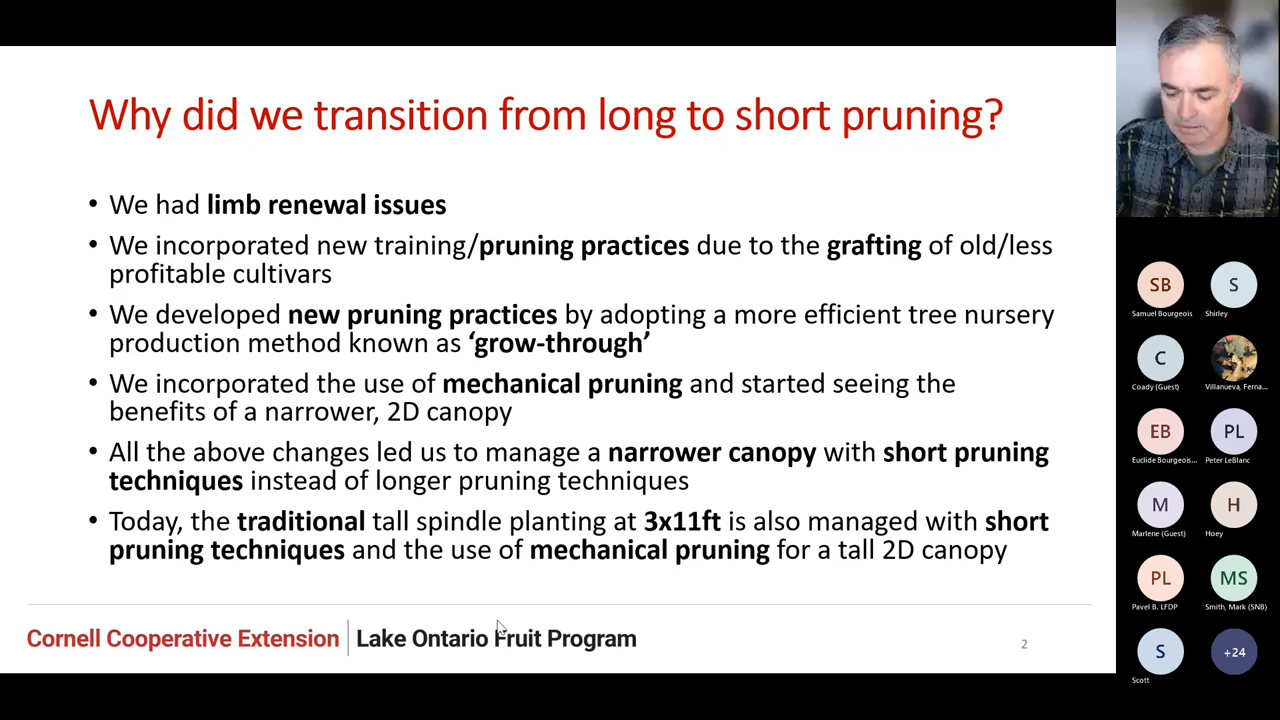 Why did we transition from long to short pruning?
• We had limb renewal issues
• We incorporated new training/pruning practices due to the grafting of old/less
profitable cultivars
• We developed new pruning practices by adopting a more efficient tree nursery
production method known as ‘grow-through’
• We incorporated the use of mechanical pruning and started seeing the
benefits of a narrower, 2D canopy
• All the above changes led us to manage a narrower canopy with short pruning
techniques instead of longer pruning techniques
• Today, the traditional tall spindle planting at 3x11ft is also managed with short
pruning techniques and the use of mechanical pruning for a tall 2D canopy
Cornell Cooperative Extension | Lake Ontario Fruit Program
2
SB
Samuel Bourgeois
S
Shirley
C
Coady (Guest)
Villanueva, Ferna...
EB
Euclide Bourgeois...
PL
Peter LeBlanc
M
Marlene (Guest)
H
Hoey
PL
Pavel B. LFDP
MS
Smith, Mark (SNB)
S
Scott
+24